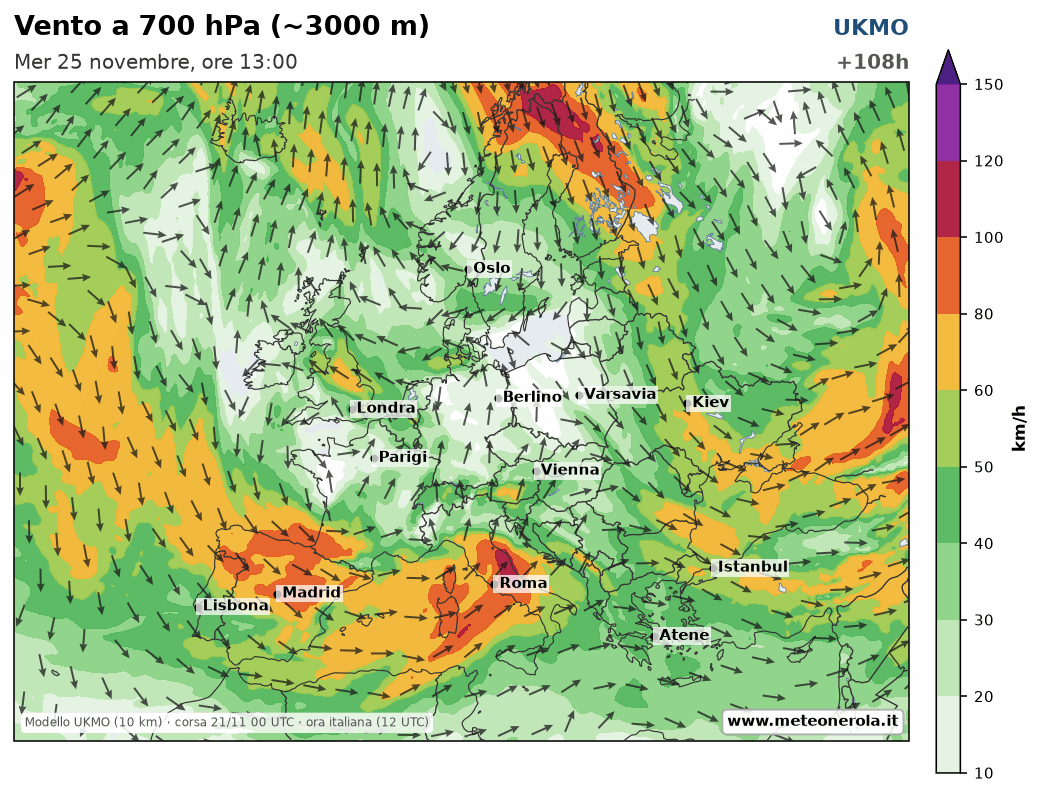 Vento a 700 hPa (~3000 m)
UKMO
Mer 25 novembre, ore 13:00
+108h
150
120
100
80
60
50
40
30
20
10
km/h
Oslo
Berlino
Varsavia
Kiev
Londra
Parigi
Vienna
Istanbul
Roma
Madrid
Lisbona
Atene
Modello UKMO (10 km) · corsa 21/11 00 UTC · ora italiana (12 UTC)
www.meteonerola.it